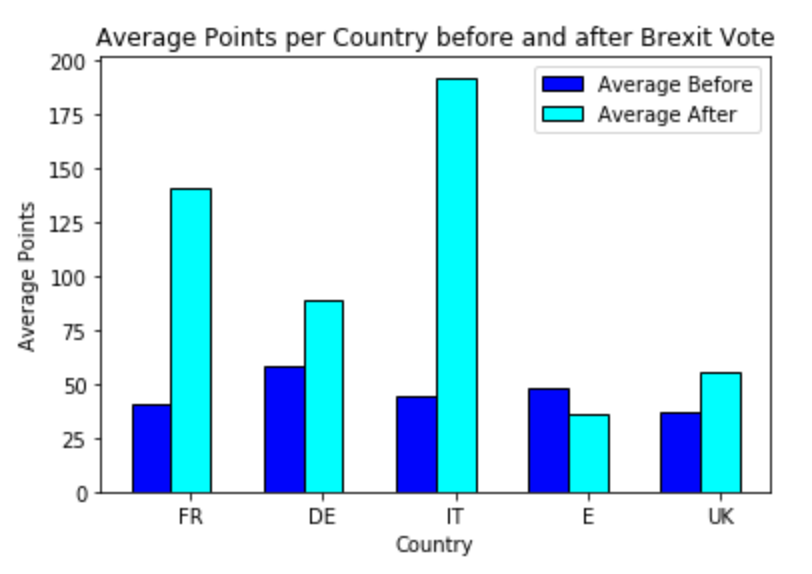 Average Points per Country before and after Brexit Vote
200
175
150
125
100
75
50
25
0
Average Points
Average Before
Average After
FR DE IT E UK
Country